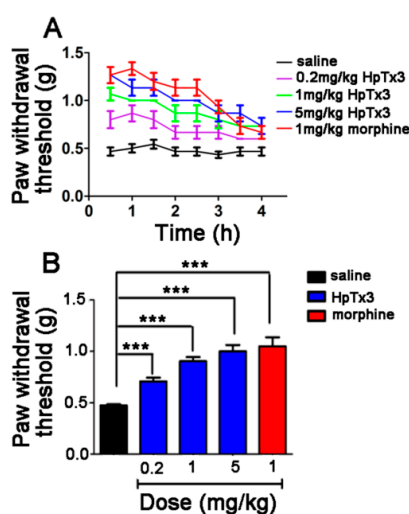 A
Paw withdrawal
threshold (g)
1.5
1.0
0.5
0.0
0 1 2 3 4
Time (h)
saline
0.2mg/kg HpTx3
1mg/kg HpTx3
5mg/kg HpTx3
1mg/kg morphine
B
Paw withdrawal
threshold (g)
1.5
1.0
0.5
0.0
***
***
***
***
0.2 1 5 1
Dose (mg/kg)
saline
HpTx3
morphine